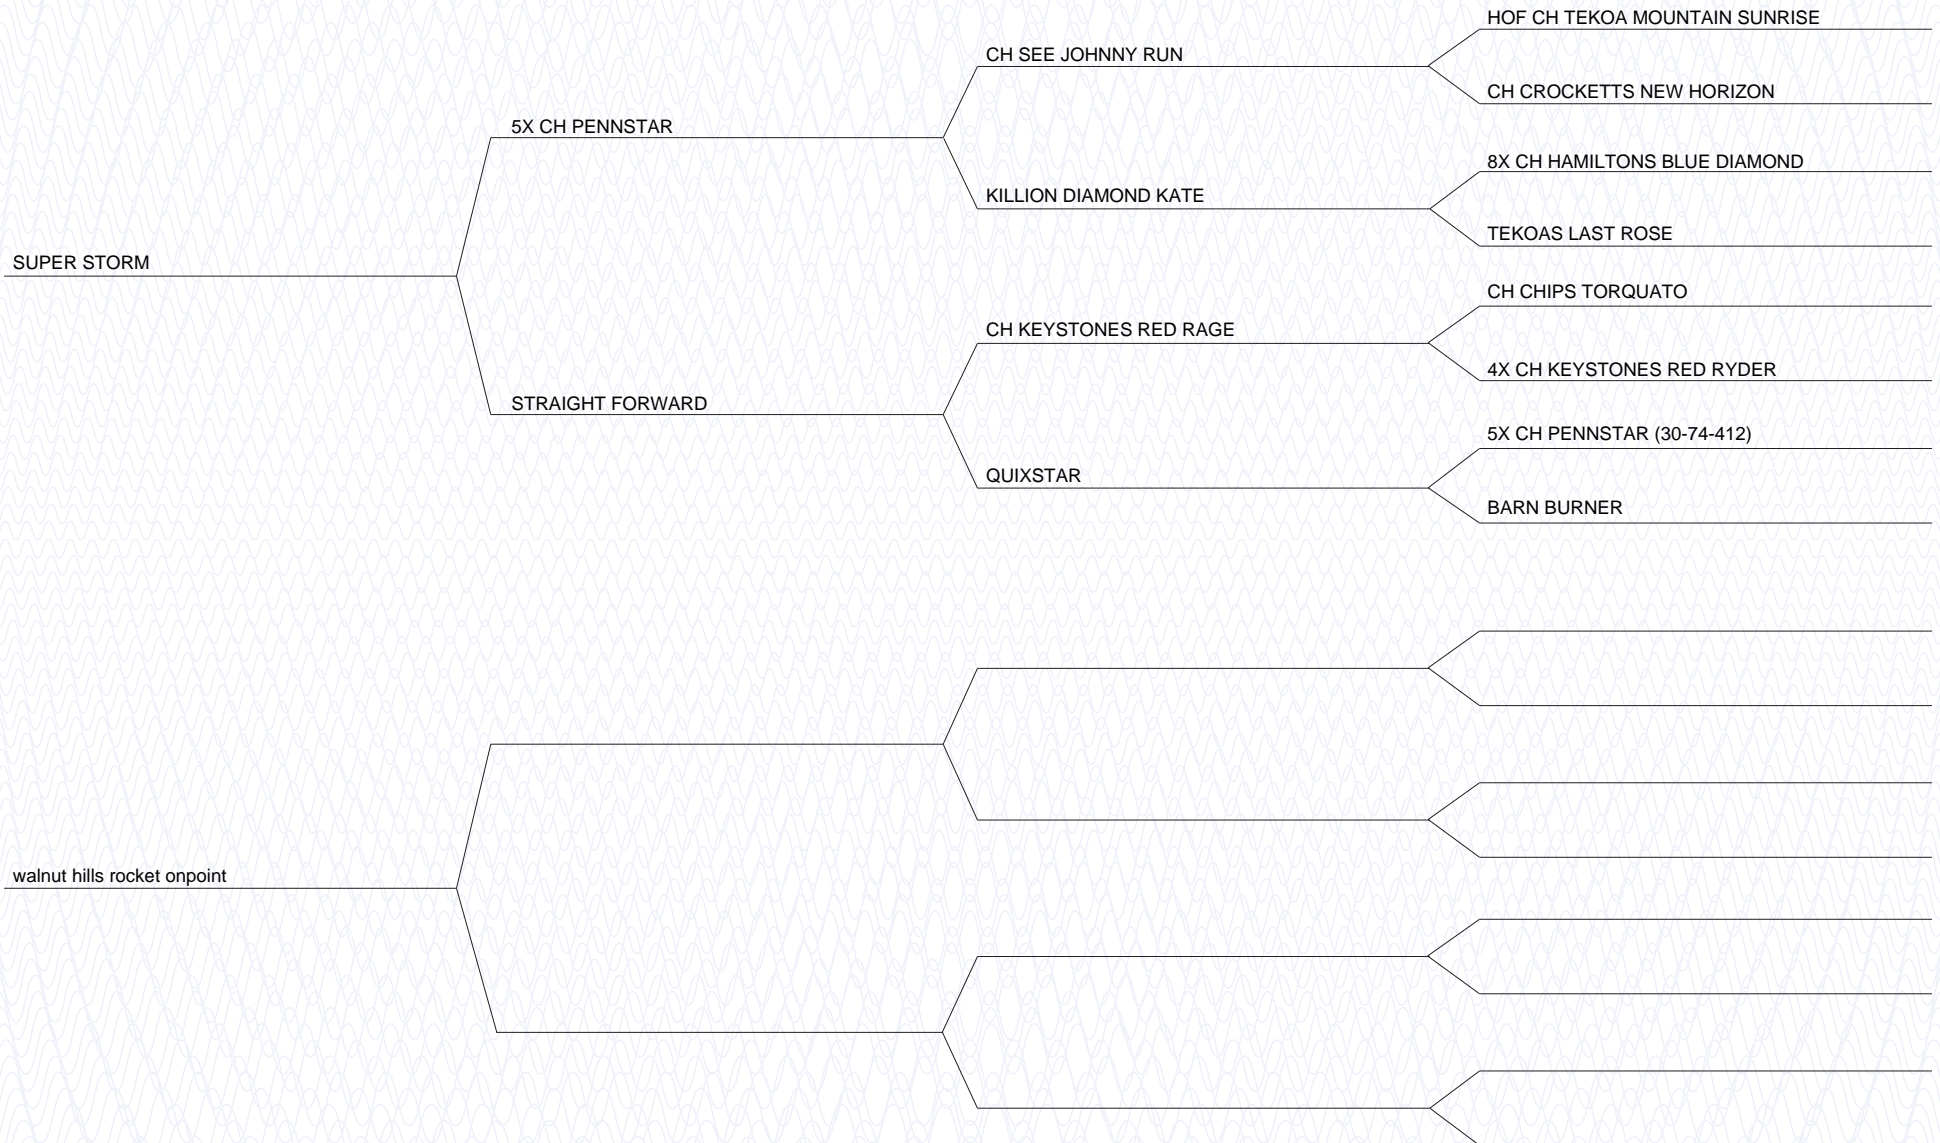 HOF CH TEKOA MOUNTAIN SUNRISE
CH SEE JOHNNY RUN
CH CROCKETTS NEW HORIZON
5X CH PENNSTAR
8X CH HAMILTONS BLUE DIAMOND
KILLION DIAMOND KATE
TEKOAS LAST ROSE
SUPER STORM
CH CHIPS TORQUATO
CH KEYSTONES RED RAGE
4X CH KEYSTONES RED RYDER
STRAIGHT FORWARD
5X CH PENNSTAR (30-74-412)
QUIXSTAR
BARN BURNER
walnut hills rocket onpoint